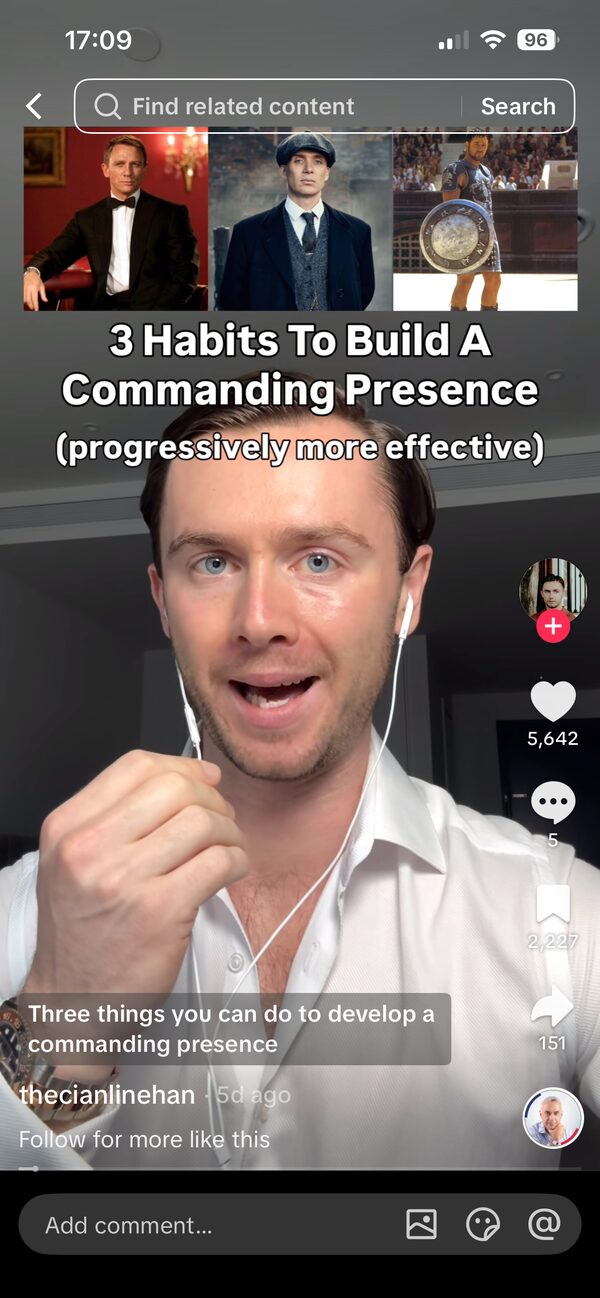 17:09
96
Find related content
Search
3 Habits To Build A
Commanding Presence
(progressively more effective)
5,642
5
2,227
151
Three things you can do to develop a
commanding presence
thecianlinehan · 5d ago
Follow for more like this
Add comment...